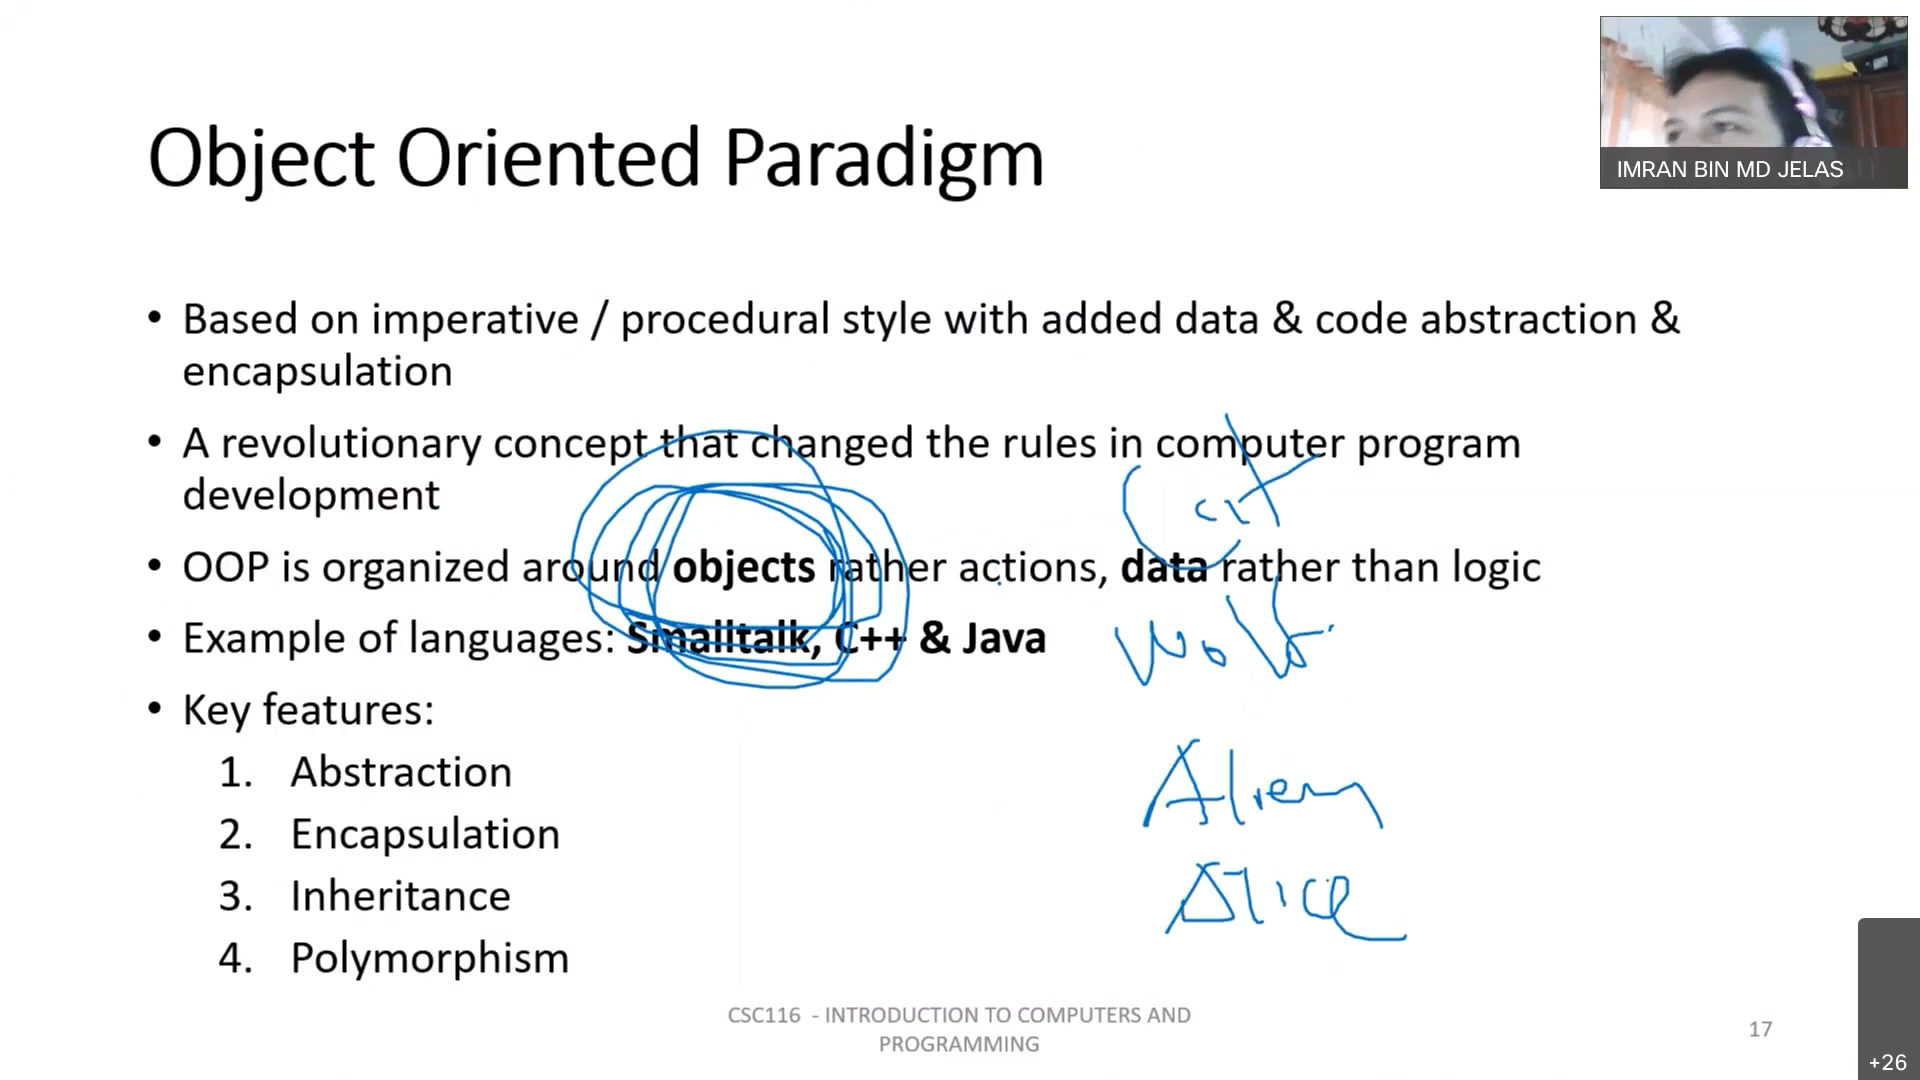 IMRAN BIN MD JELAS
Object Oriented Paradigm
• Based on imperative / procedural style with added data & code abstraction &
encapsulation
• A revolutionary concept that changed the rules in computer program
development
• OOP is organized around objects rather actions, data rather than logic
• Example of languages: Smalltalk, C++ & Java
• Key features:
1. Abstraction
2. Encapsulation
3. Inheritance
4. Polymorphism
Cat
Alien
Alice
CSC116 - INTRODUCTION TO COMPUTERS AND
PROGRAMMING
17
+26